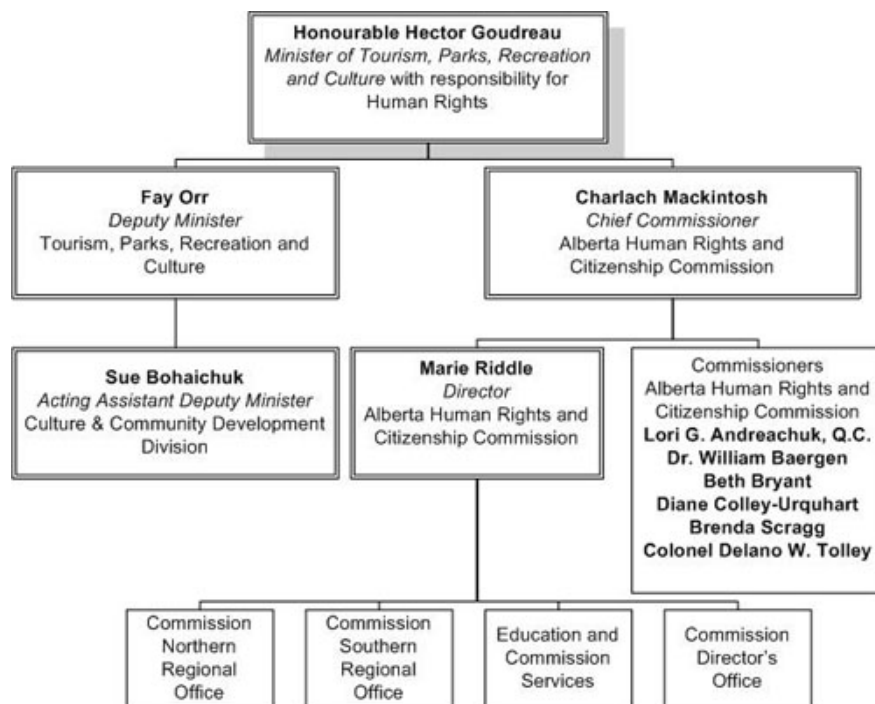 Honourable Hector Goudreau
Minister of Tourism, Parks, Recreation
and Culture with responsibility for
Human Rights
Fay Orr
Deputy Minister
Tourism, Parks, Recreation and
Culture
Charlach Mackintosh
Chief Commissioner
Alberta Human Rights and
Citizenship Commission
Sue Bohaichuk
Acting Assistant Deputy Minister
Culture & Community Development
Division
Marie Riddle
Director
Alberta Human Rights and
Citizenship Commission
Commissioners
Alberta Human Rights and
Citizenship Commission
Lori G. Andreachuk, Q.C.
Dr. William Baergen
Beth Bryant
Diane Colley-Urquhart
Brenda Scragg
Colonel Delano W. Tolley
Commission
Northern
Regional
Office
Commission
Southern
Regional
Office
Education and
Commission
Services
Commission
Director's
Office